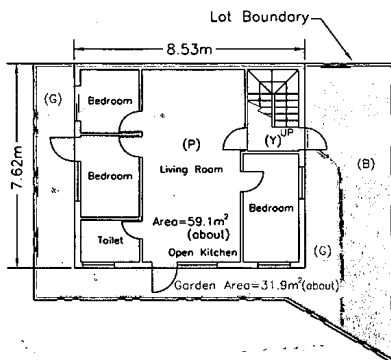 Lot Boundary
8.53m
7.62m
(G)
Bedroom
(P)
(Y)
UP
Living Room
(B)
Bedroom
Bedroom
Area=59.1m²
(about)
Toilet
Open Kitchen
(G)
Garden Area=31.9m²(about)